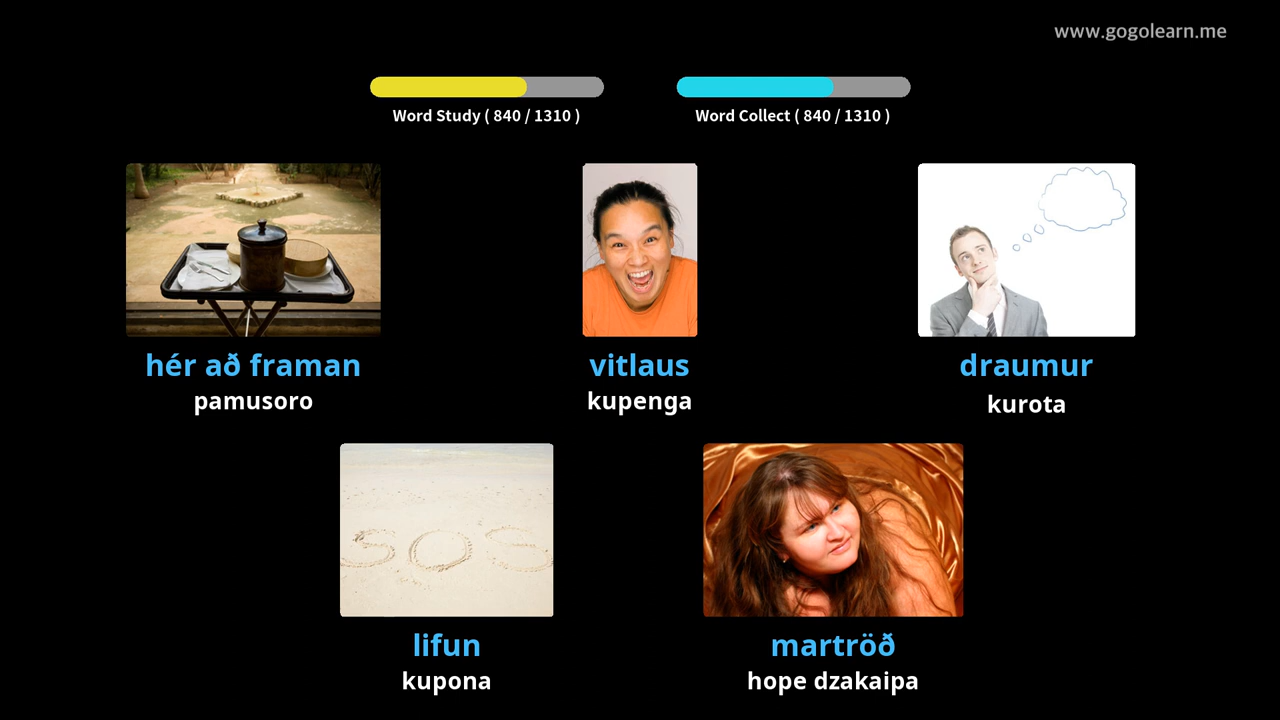 www.gogolearn.me
Word Study ( 840 / 1310 )
Word Collect ( 840 / 1310 )
hér að framan
pamusoro
vitlaus
kupenga
draumur
kurota
SOS
lifun
kupona
martröð
hope dzakaipa